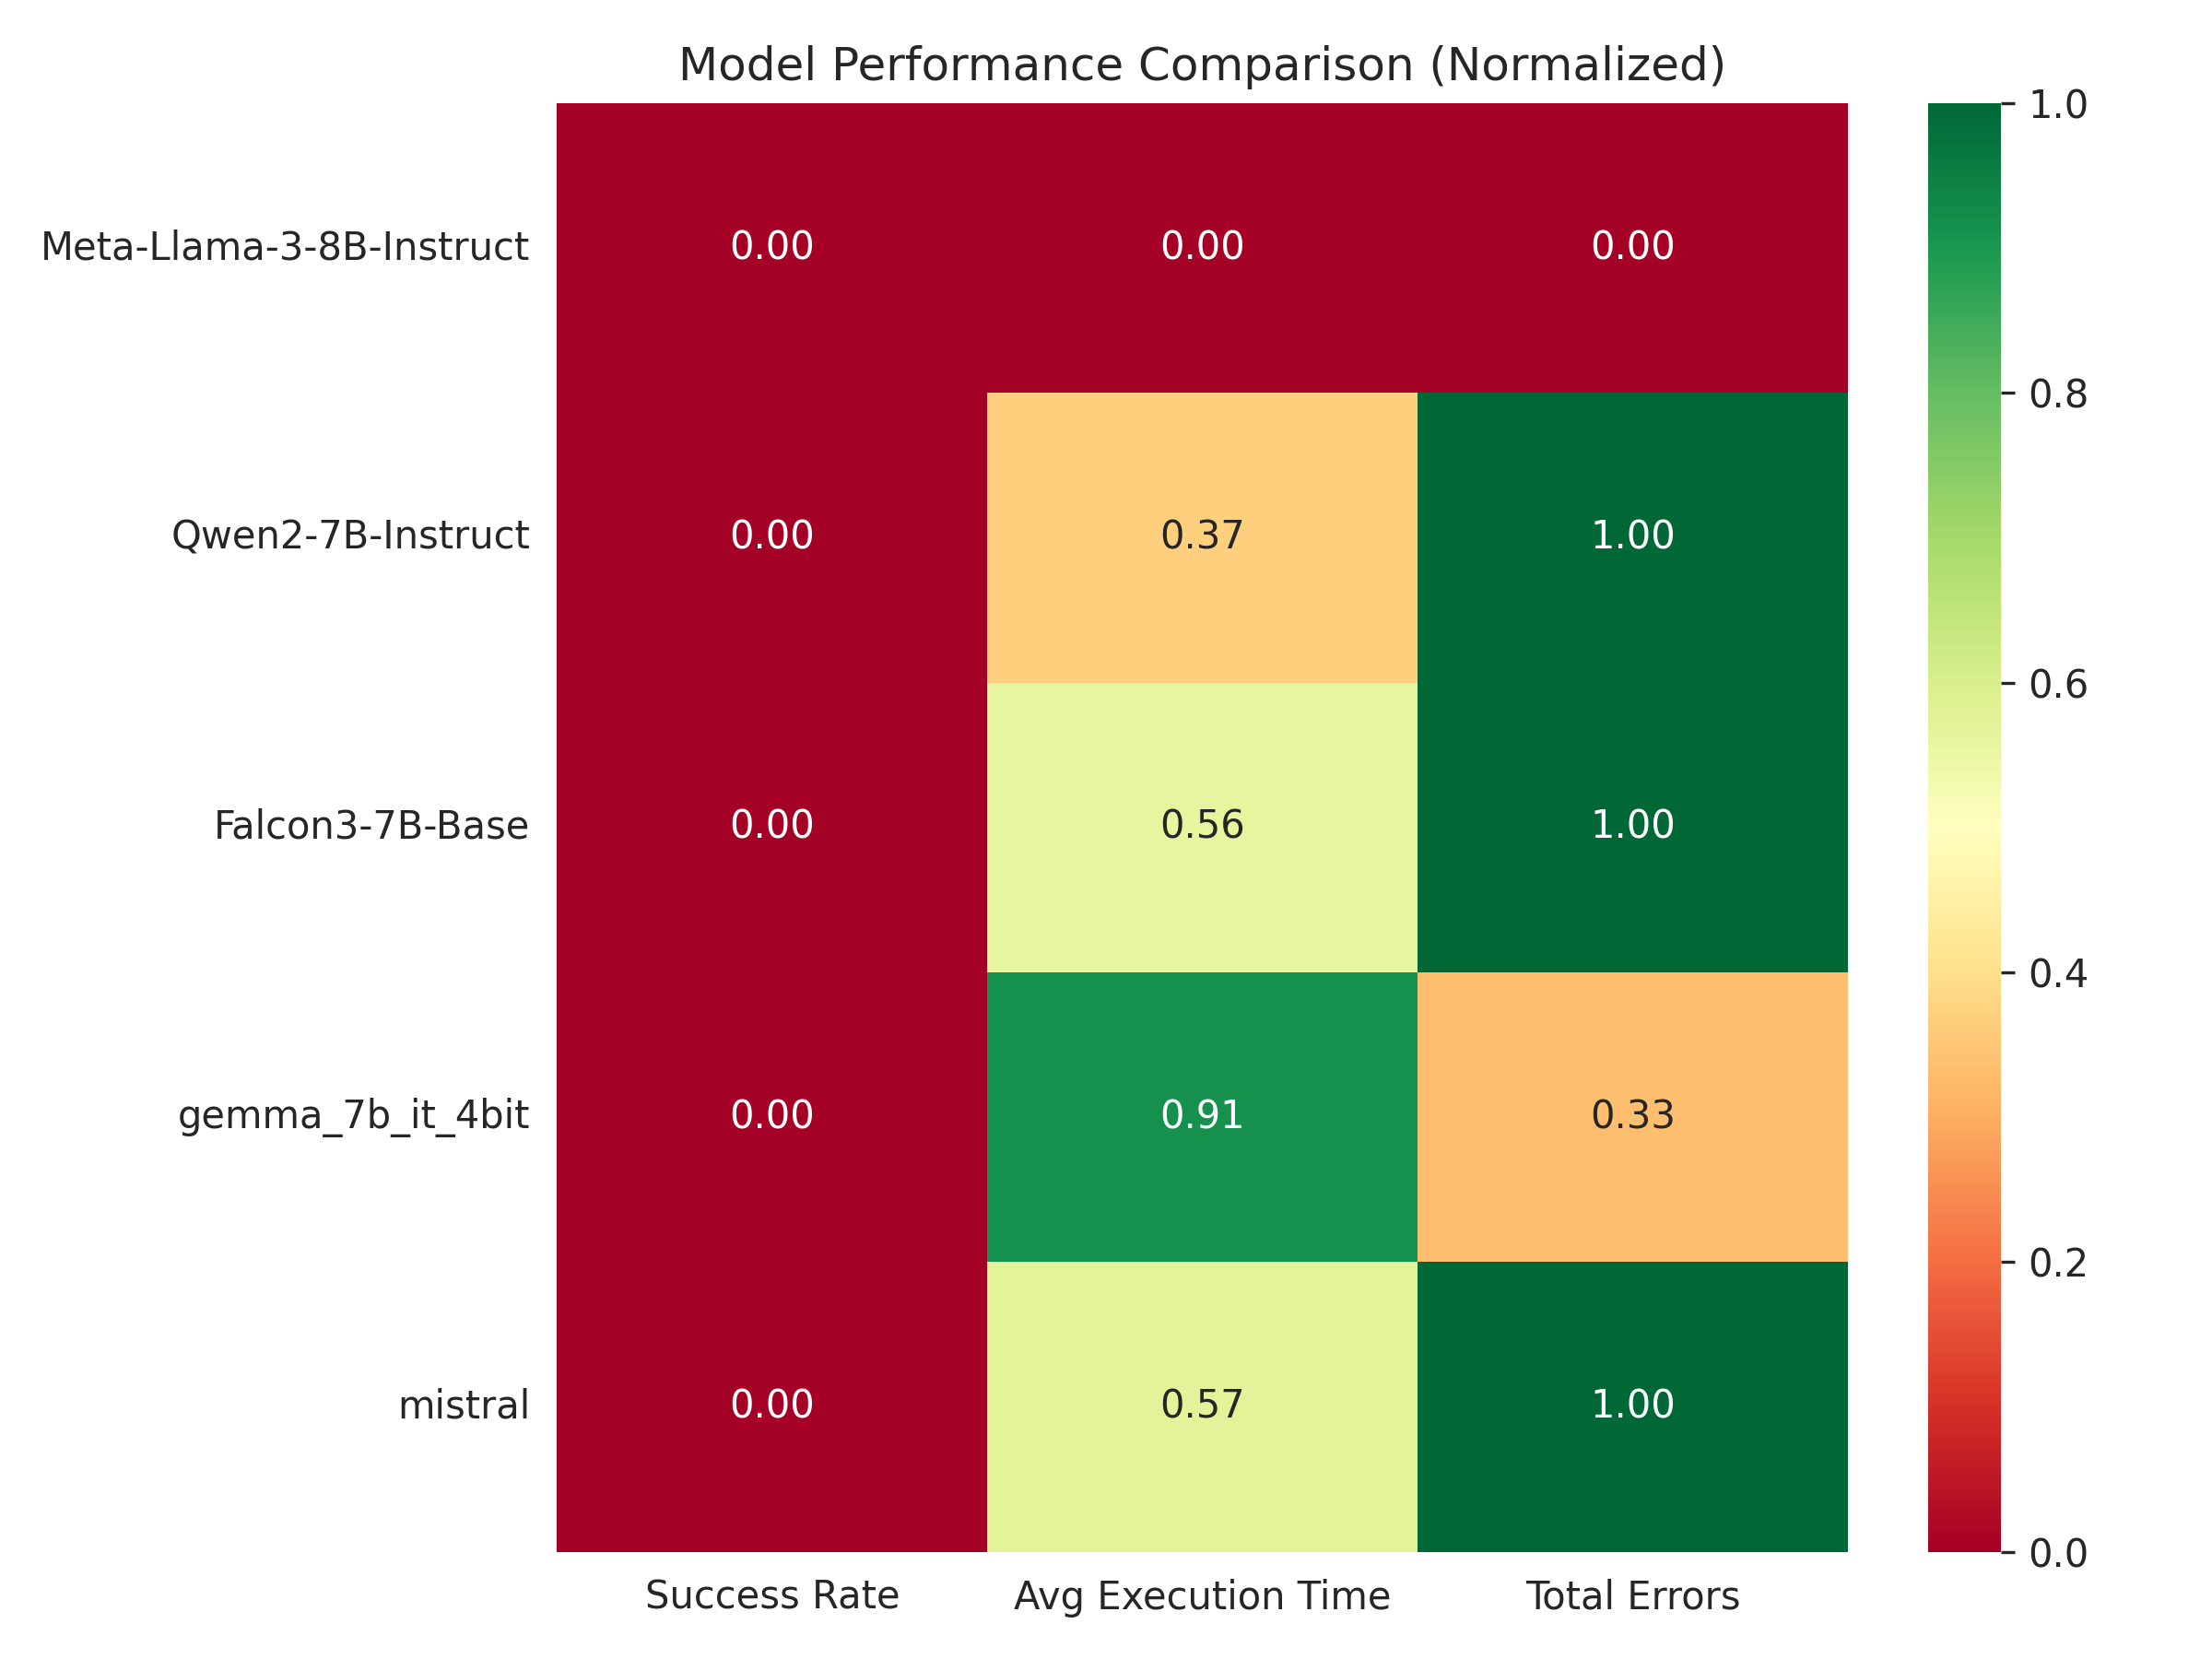 Model Performance Comparison (Normalized)
Meta-Llama-3-8B-Instruct 0.00 0.00 0.00
Qwen2-7B-Instruct 0.00 0.37 1.00
Falcon3-7B-Base 0.00 0.56 1.00
gemma_7b_it_4bit 0.00 0.91 0.33
mistral 0.00 0.57 1.00
Success Rate Avg Execution Time Total Errors
1.0
0.8
0.6
0.4
0.2
0.0